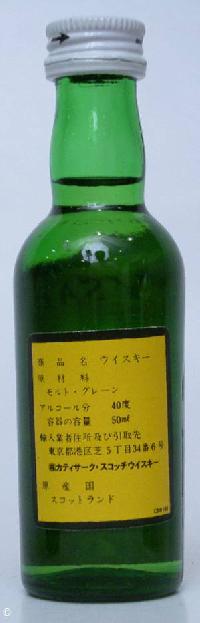 商品名 ウイスキー
原材料
モルト・グレーン
アルコール分 40度
容器の容量 50ml
輸入業者住所及び引取先
東京都港区芝5丁目34番6号
㈱カティサーク・スコッチウイスキー
原産国
スコットランド